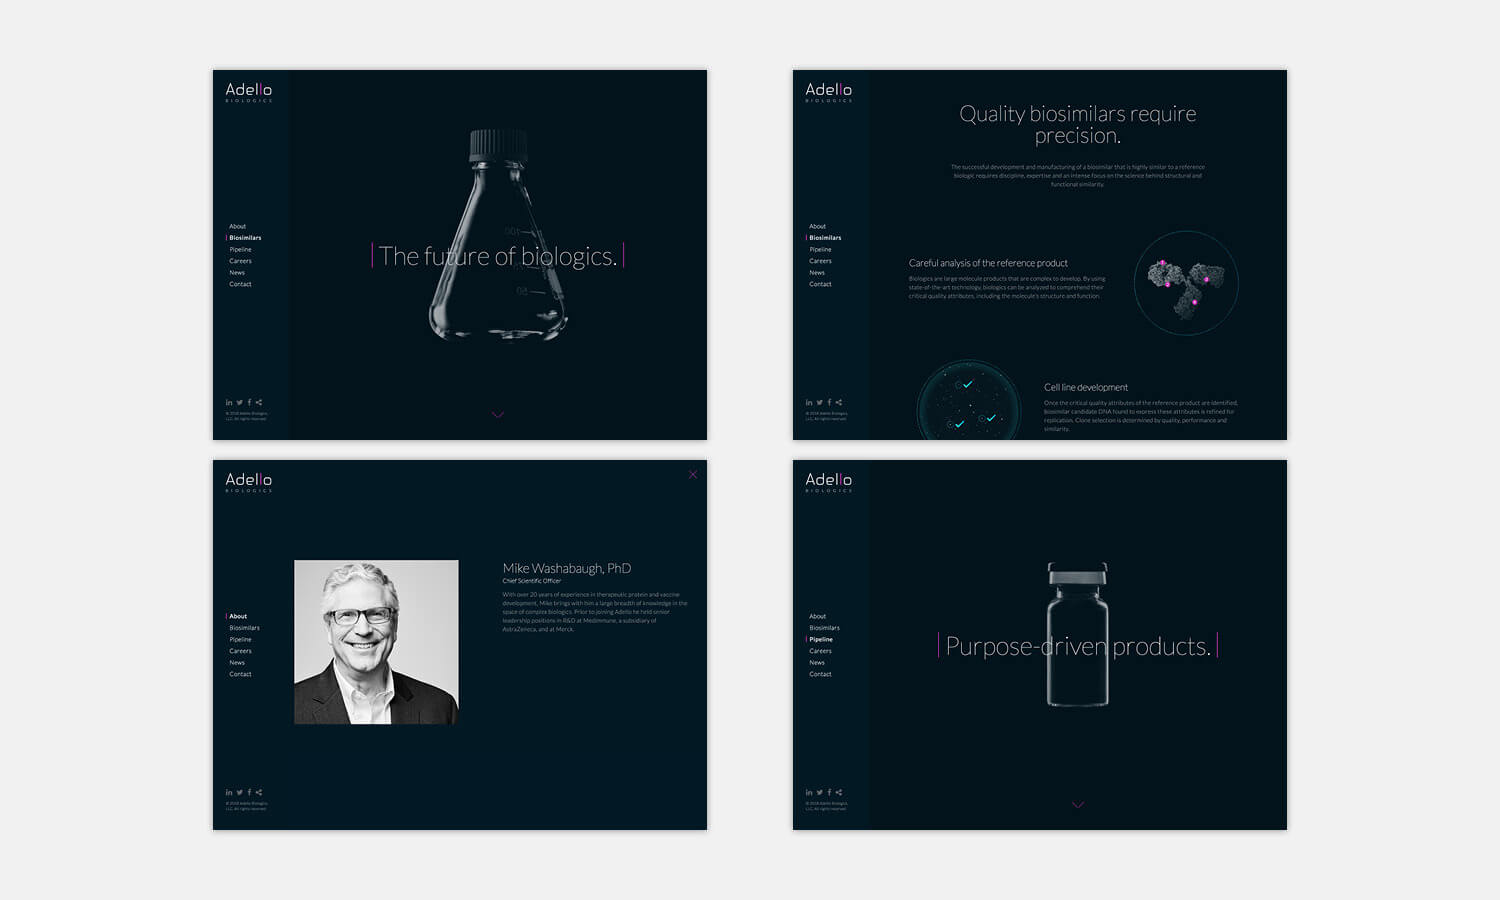 Adello
BIOLOGICS
About
Biosimilars
Pipeline
Careers
News
Contact
The future of biologics.
© 2018 Adello Biologics,
LLC. All rights reserved.
Adello
BIOLOGICS
About
Biosimilars
Pipeline
Careers
News
Contact
© 2018 Adello Biologics,
LLC. All rights reserved.
Quality biosimilars require
precision.
The successful development and manufacturing of a biosimilar that is highly similar to a reference
biologic requires discipline, expertise and an intense focus on the science behind structural and
functional similarity.
Careful analysis of the reference product
Biologics are large molecule products that are complex to develop. By using
state-of-the-art technology, biologics can be analyzed to comprehend their
critical quality attributes, including the molecule's structure and function.
Cell line development
Once the critical quality attributes of the reference product are identified,
biosimilar candidate DNA found to express these attributes is refined for
replication. Clone selection is determined by quality, performance and
similarity.
Adello
BIOLOGICS
About
Biosimilars
Pipeline
Careers
News
Contact
© 2018 Adello Biologics,
LLC. All rights reserved.
Mike Washabaugh, PhD
Chief Scientific Officer
With over 20 years of experience in therapeutic protein and vaccine
development, Mike brings with him a large breadth of knowledge in the
space of complex biologics. Prior to joining Adello he held senior
leadership positions in R&D at MedImmune, a subsidiary of
AstraZeneca, and at Merck.
Adello
BIOLOGICS
About
Biosimilars
Pipeline
Careers
News
Contact
© 2018 Adello Biologics,
LLC. All rights reserved.
Purpose-driven products.